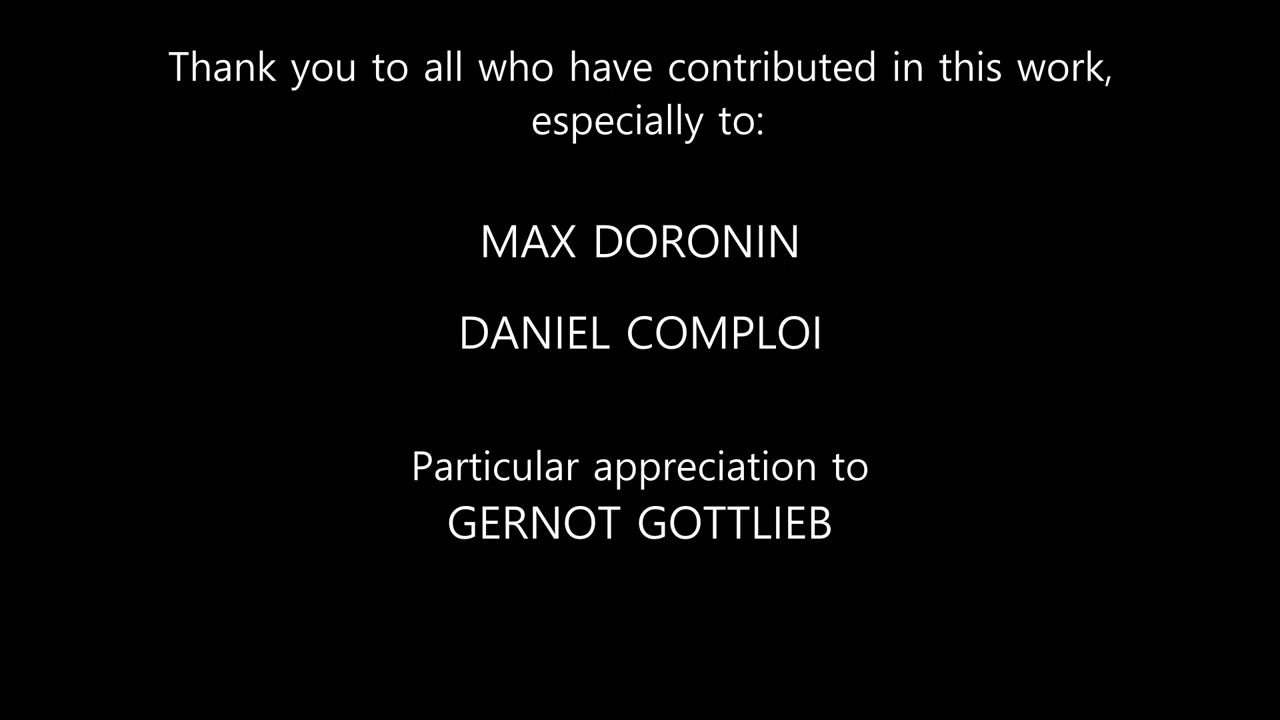 Thank you to all who have contributed in this work,
especially to:
MAX DORONIN
DANIEL COMPLOI
Particular appreciation to
GERNOT GOTTLIEB